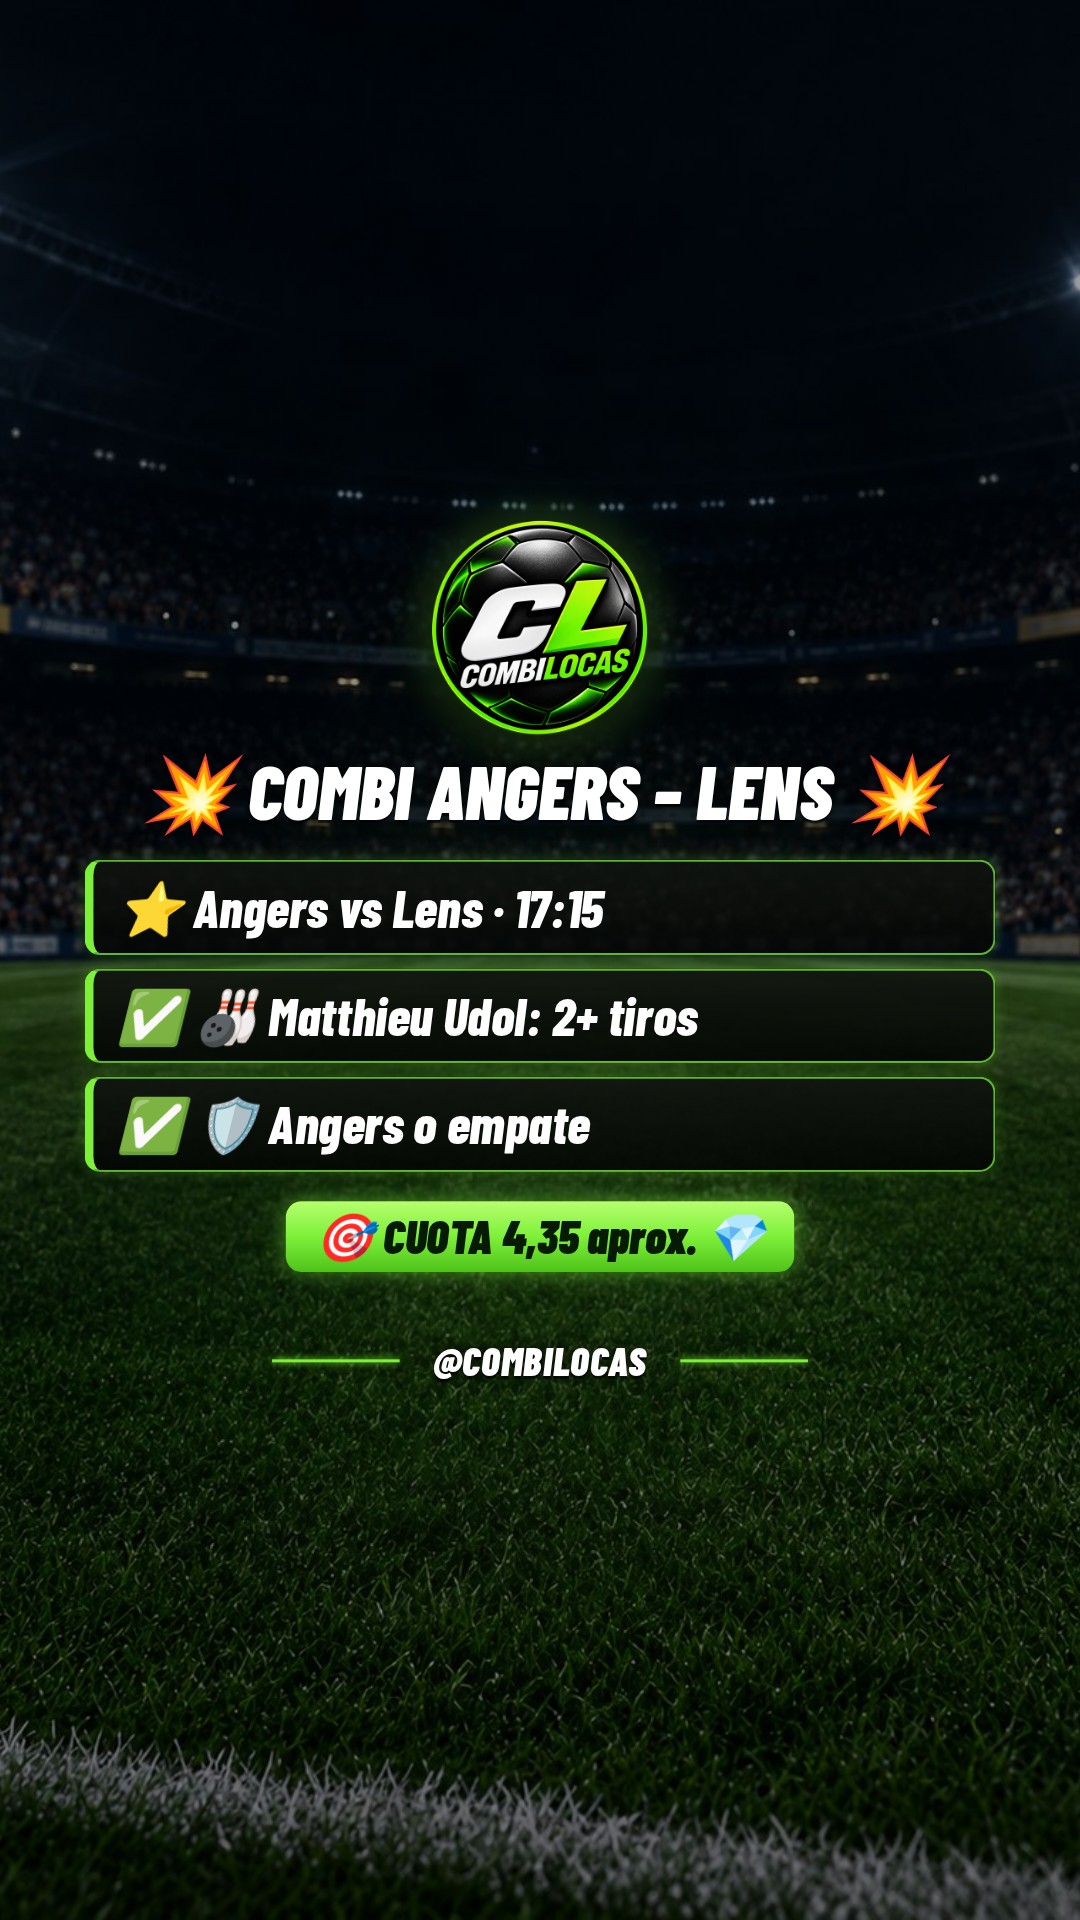 CL
COMBILOCAS
💥 COMBI ANGERS - LENS 💥
⭐ Angers vs Lens · 17:15
✅ 🎳 Matthieu Udol: 2+ tiros
✅ 🛡️ Angers o empate
🎯 CUOTA 4,35 aprox. 💎
@COMBILOCAS